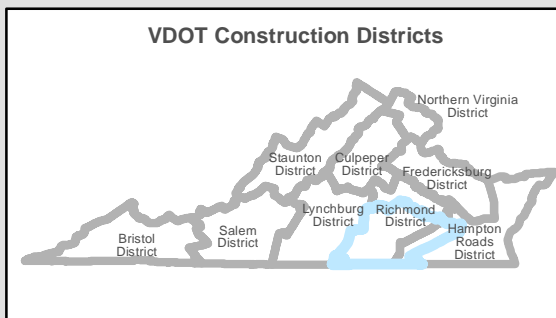 VDOT Construction Districts
Northern Virginia
District
Staunton
District
Culpeper
District
Fredericksburg
District
Lynchburg
District
Richmond
District
Hampton
Roads
District
Salem
District
Bristol
District